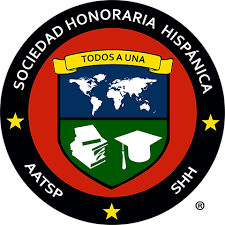 SOCIEDAD HONORARIA HISPÁNICA
TODOS A UNA
AATSP
SHH
®